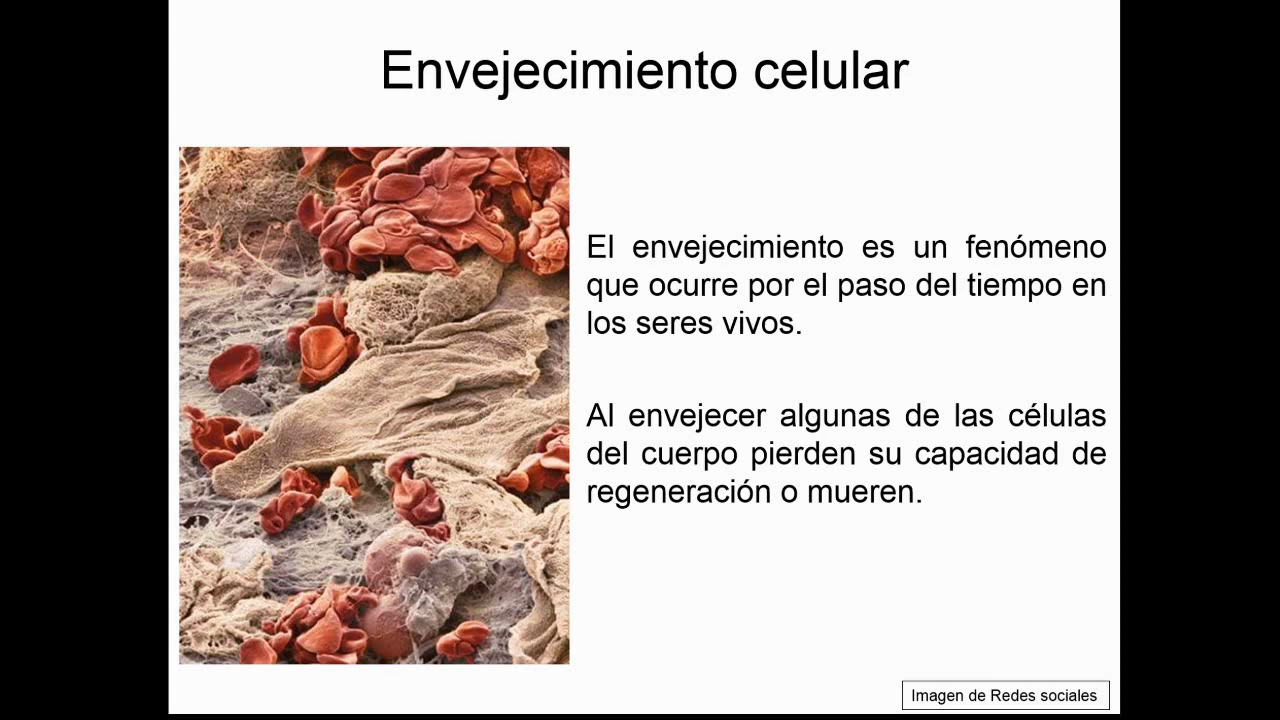 Envejecimiento celular
El envejecimiento es un fenómeno
que ocurre por el paso del tiempo en
los seres vivos.
Al envejecer algunas de las células
del cuerpo pierden su capacidad de
regeneración o mueren.
Imagen de Redes sociales